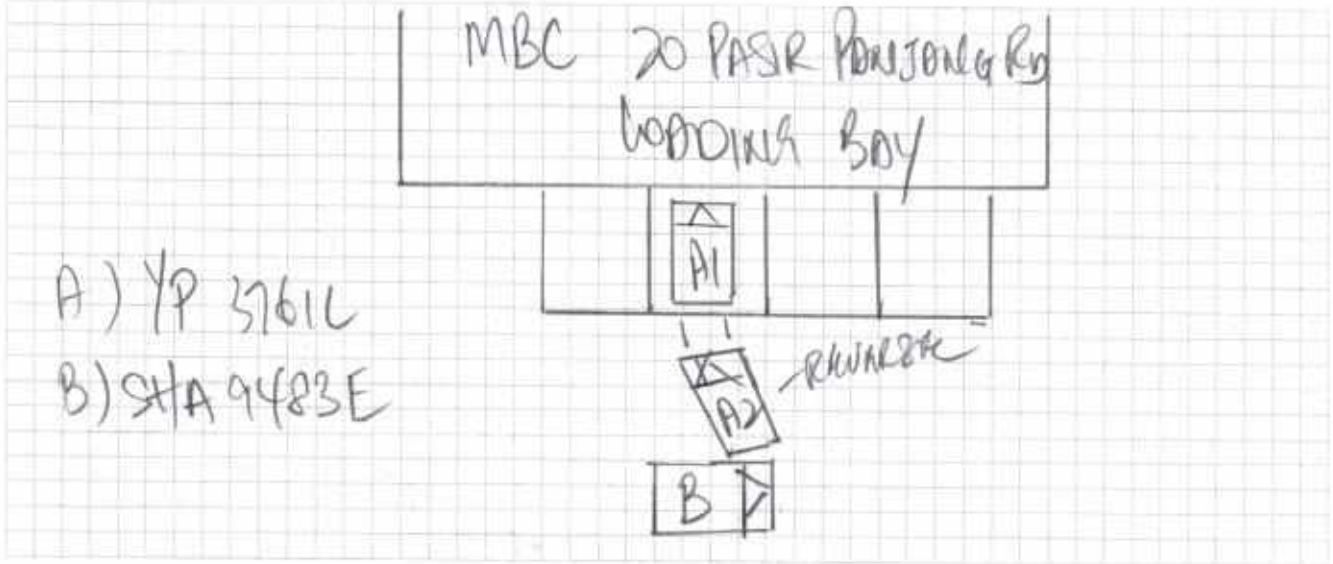 MBC 20 PASIR PANJANG RD
LOADING BAY
A1
A) YP 3761L
B) SHA 9483E
A2
B